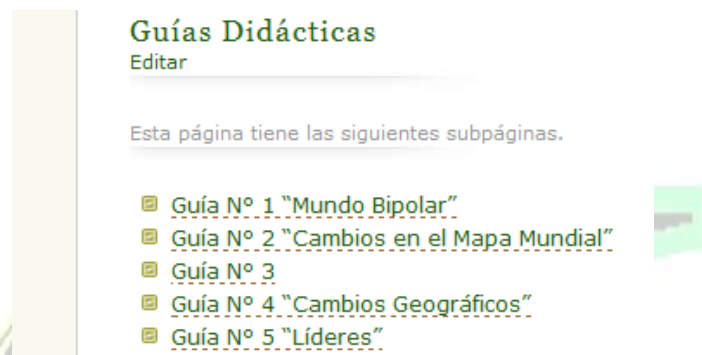 Guías Didácticas
Editar
Esta página tiene las siguientes subpáginas.
Guía Nº 1 “Mundo Bipolar”
Guía Nº 2 “Cambios en el Mapa Mundial”
Guía Nº 3
Guía Nº 4 “Cambios Geográficos”
Guía Nº 5 “Líderes”